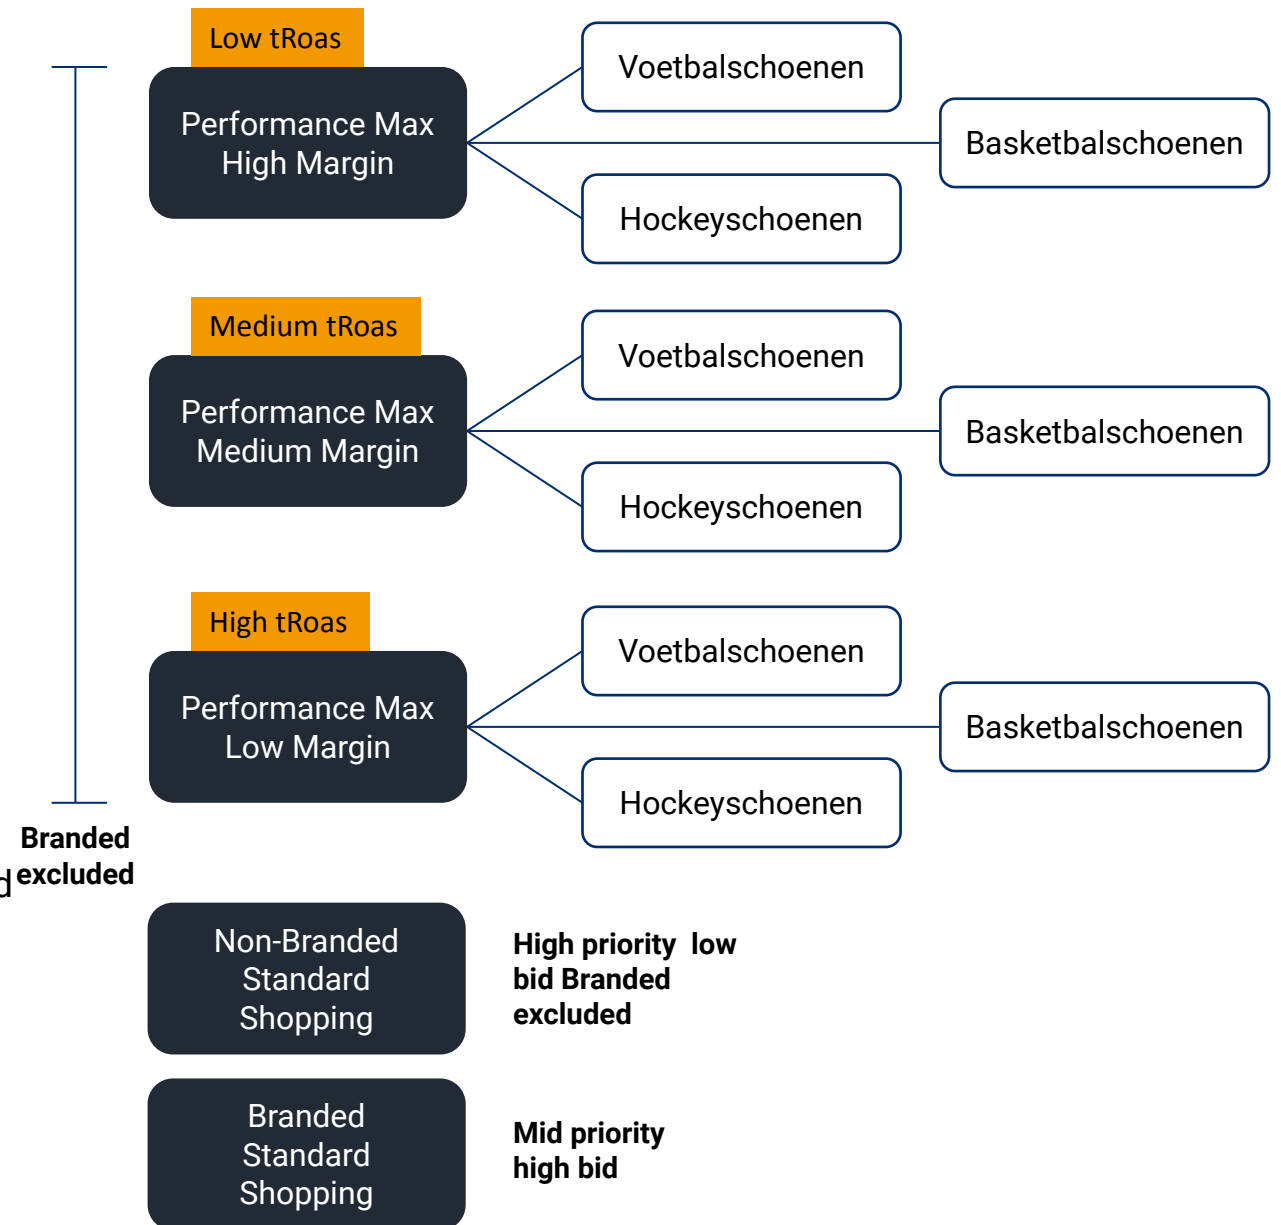 Low tRoas
Performance Max
High Margin
Voetbalschoenen
Basketbalschoenen
Hockeyschoenen
Medium tRoas
Performance Max
Medium Margin
Voetbalschoenen
Basketbalschoenen
Hockeyschoenen
High tRoas
Performance Max
Low Margin
Voetbalschoenen
Basketbalschoenen
Hockeyschoenen
Branded
excluded
Non-Branded
Standard
Shopping
High priority  low
bid Branded
excluded
Branded
Standard
Shopping
Mid priority
high bid